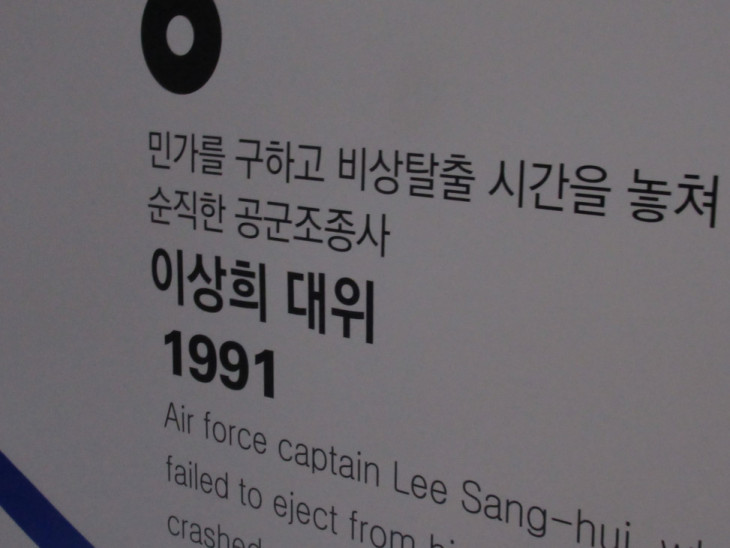 민가를 구하고 비상탈출 시간을 놓쳐
순직한 공군조종사
이상희 대위
1991
Air force captain Lee Sang-hui,
failed to eject from
crashed